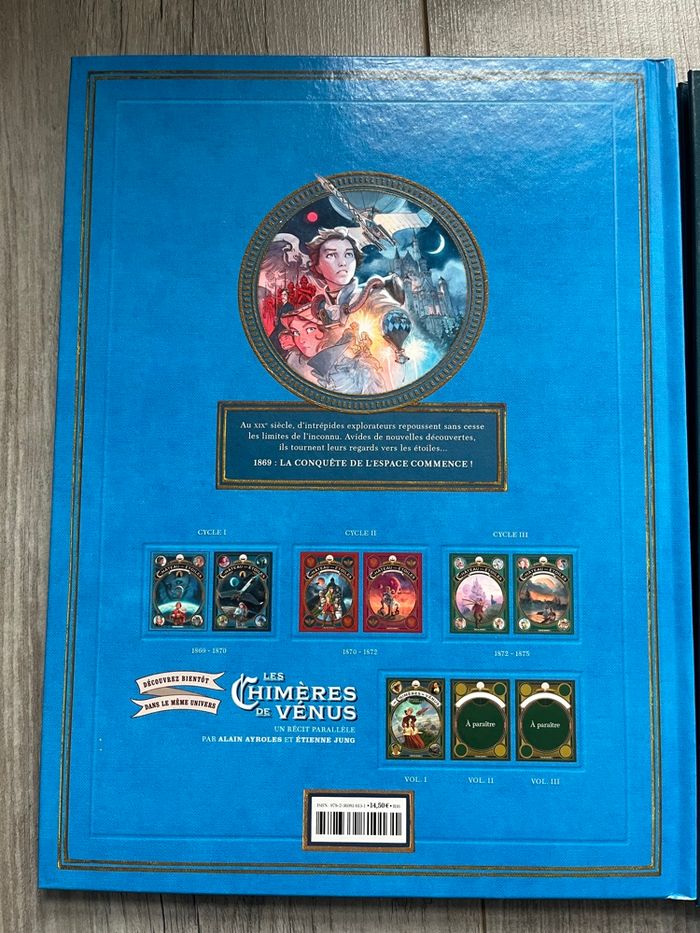 Au XIXᵉ siècle, d'intrépides explorateurs repoussent sans cesse
les limites de l'inconnu. Avides de nouvelles découvertes,
ils tournent leurs regards vers les étoiles...
1869 : LA CONQUÊTE DE L'ESPACE COMMENCE !
CYCLE I
CYCLE II
CYCLE III
1869 - 1870
1870 - 1872
1872 - 1875
DÉCOUVREZ BIENTÔT
DANS LE MÊME UNIVERS
LES
CHIMÈRES
DE VÉNUS
UN RÉCIT PARALLÈLE
PAR ALAIN AYROLES ET ÉTIENNE JUNG
À paraître
À paraître
VOL. I
VOL. II
VOL. III
14,50€